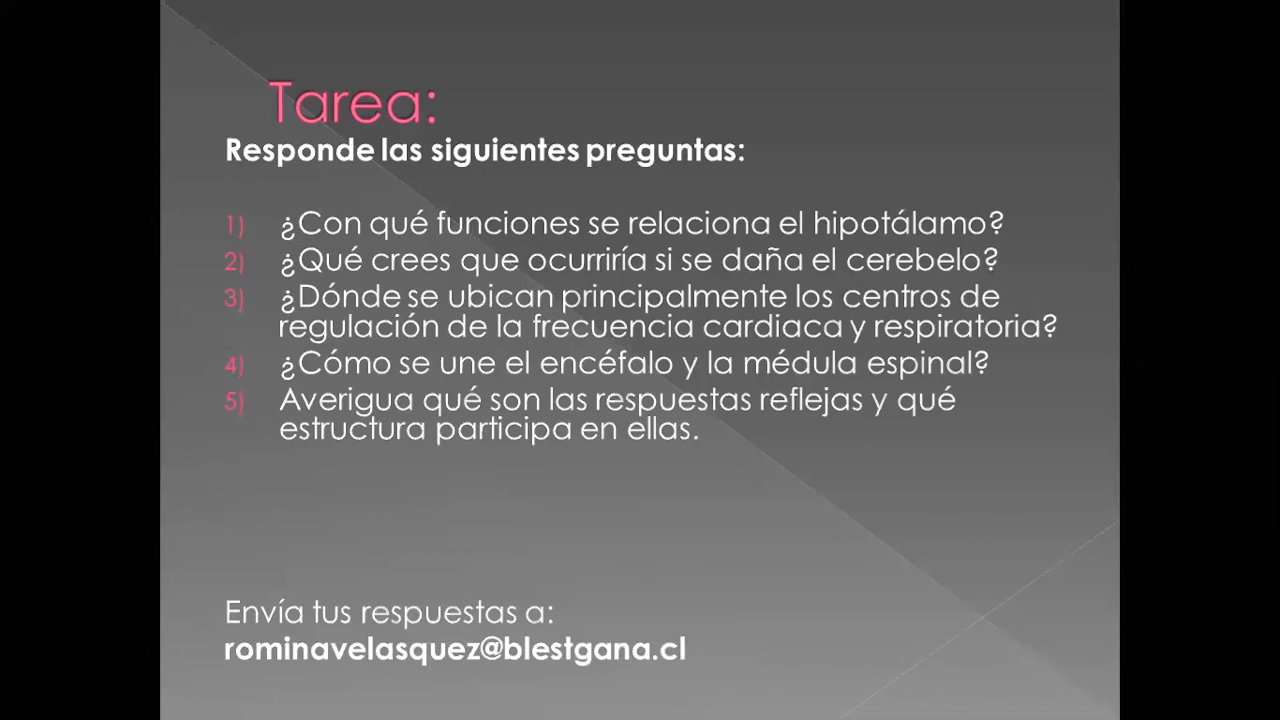 Tarea:
Responde las siguientes preguntas:
1) ¿Con qué funciones se relaciona el hipotálamo?
2) ¿Qué crees que ocurriría si se daña el cerebelo?
3) ¿Dónde se ubican principalmente los centros de
regulación de la frecuencia cardiaca y respiratoria?
4) ¿Cómo se une el encéfalo y la médula espinal?
5) Averigua qué son las respuestas reflejas y qué
estructura participa en ellas.
Envía tus respuestas a:
rominavelasquez@blestgana.cl